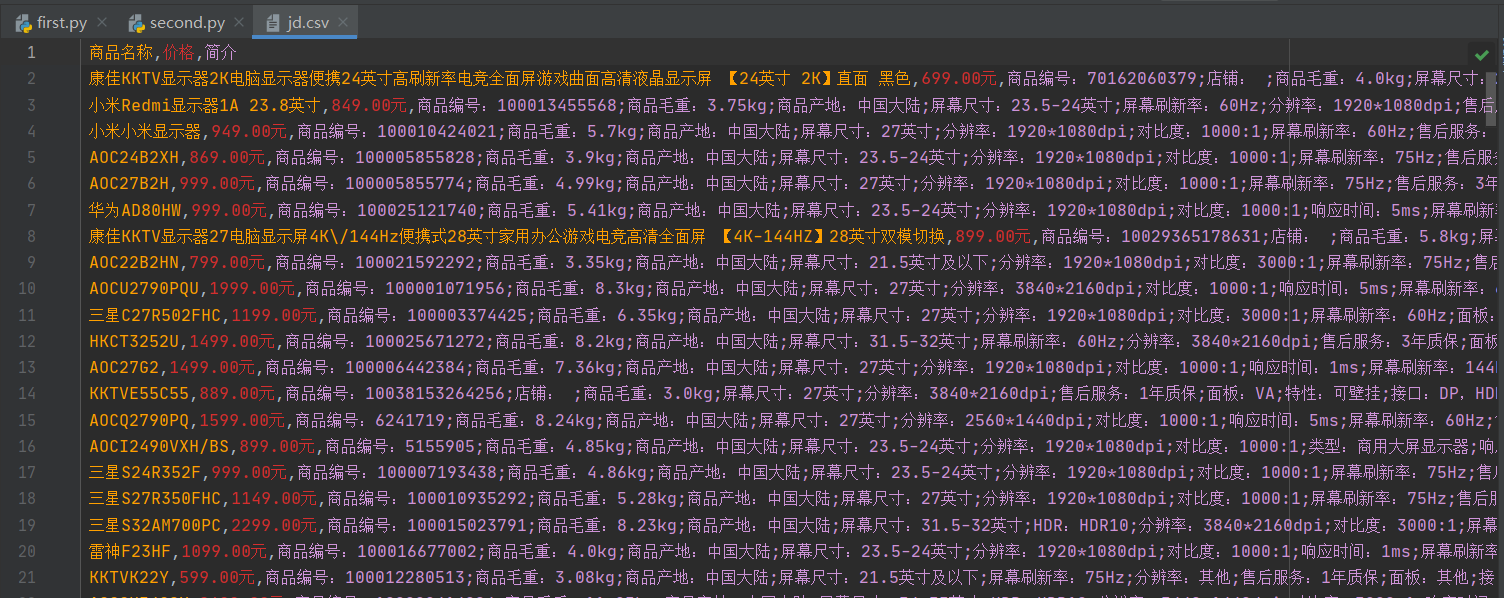 first.py second.py jd.csv
1 商品名称,价格,简介
2 康佳KKTV显示器2K电脑显示器便携24英寸高刷新率电竞全面屏游戏曲面高清液晶显示屏 【24英寸 2K】直面 黑色,699.00元,商品编号：70162060379;店铺： ;商品毛重：4.0kg;屏幕尺寸：
3 小米Redmi显示器1A 23.8英寸,849.00元,商品编号：100013455568;商品毛重：3.75kg;商品产地：中国大陆;屏幕尺寸：23.5-24英寸;屏幕刷新率：60Hz;分辨率：1920*1080dpi;售后
4 小米小米显示器,949.00元,商品编号：100010424021;商品毛重：5.7kg;商品产地：中国大陆;屏幕尺寸：27英寸;分辨率：1920*1080dpi;对比度：1000:1;屏幕刷新率：60Hz;售后服务：
5 AOC24B2XH,869.00元,商品编号：100005855828;商品毛重：3.9kg;商品产地：中国大陆;屏幕尺寸：23.5-24英寸;分辨率：1920*1080dpi;对比度：1000:1;屏幕刷新率：75Hz;售后服
6 AOC27B2H,999.00元,商品编号：100005855774;商品毛重：4.99kg;商品产地：中国大陆;屏幕尺寸：27英寸;分辨率：1920*1080dpi;对比度：1000:1;屏幕刷新率：75Hz;售后服务：3年
7 华为AD80HW,999.00元,商品编号：100025121740;商品毛重：5.41kg;商品产地：中国大陆;屏幕尺寸：23.5-24英寸;分辨率：1920*1080dpi;对比度：1000:1;响应时间：5ms;屏幕刷新
8 康佳KKTV显示器27电脑显示屏4K\/144Hz便携式28英寸家用办公游戏电竞高清全面屏 【4K-144HZ】28英寸双模切换,899.00元,商品编号：10029365178631;店铺： ;商品毛重：5.8kg;屏
9 AOC22B2HN,799.00元,商品编号：100021592292;商品毛重：3.35kg;商品产地：中国大陆;屏幕尺寸：21.5英寸及以下;分辨率：1920*1080dpi;对比度：3000:1;屏幕刷新率：75Hz;售后
10 AOCU2790PQU,1999.00元,商品编号：100001071956;商品毛重：8.3kg;商品产地：中国大陆;屏幕尺寸：27英寸;分辨率：3840*2160dpi;对比度：1000:1;响应时间：5ms;屏幕刷新率：
11 三星C27R502FHC,1199.00元,商品编号：100003374425;商品毛重：6.35kg;商品产地：中国大陆;屏幕尺寸：27英寸;分辨率：1920*1080dpi;对比度：3000:1;屏幕刷新率：60Hz;面板：
12 HKCT3252U,1499.00元,商品编号：100025671272;商品毛重：8.2kg;商品产地：中国大陆;屏幕尺寸：31.5-32英寸;屏幕刷新率：60Hz;分辨率：3840*2160dpi;售后服务：3年质保;面板
13 AOC27G2,1499.00元,商品编号：100006442384;商品毛重：7.36kg;商品产地：中国大陆;屏幕尺寸：27英寸;分辨率：1920*1080dpi;对比度：1000:1;响应时间：1ms;屏幕刷新率：144
14 KKTVE55C55,889.00元,商品编号：10038153264256;店铺： ;商品毛重：3.0kg;屏幕尺寸：27英寸;分辨率：3840*2160dpi;售后服务：1年质保;面板：VA;特性：可壁挂;接口：DP，HD
15 AOCQ2790PQ,1599.00元,商品编号：6241719;商品毛重：8.24kg;商品产地：中国大陆;屏幕尺寸：27英寸;分辨率：2560*1440dpi;对比度：1000:1;响应时间：5ms;屏幕刷新率：60Hz;
16 AOCI2490VXH/BS,899.00元,商品编号：5155905;商品毛重：4.85kg;商品产地：中国大陆;屏幕尺寸：23.5-24英寸;分辨率：1920*1080dpi;对比度：1000:1;类型：商用大屏显示器;响
17 三星S24R352F,999.00元,商品编号：100007193438;商品毛重：4.86kg;商品产地：中国大陆;屏幕尺寸：23.5-24英寸;分辨率：1920*1080dpi;对比度：1000:1;屏幕刷新率：75Hz;售
18 三星S27R350FHC,1149.00元,商品编号：100010935292;商品毛重：5.28kg;商品产地：中国大陆;屏幕尺寸：27英寸;分辨率：1920*1080dpi;对比度：1000:1;屏幕刷新率：75Hz;售后服
19 三星S32AM700PC,2299.00元,商品编号：100015023791;商品毛重：8.23kg;商品产地：中国大陆;屏幕尺寸：31.5-32英寸;HDR：HDR10;分辨率：3840*2160dpi;对比度：3000:1;屏幕
20 雷神F23HF,1099.00元,商品编号：100016677002;商品毛重：4.0kg;商品产地：中国大陆;屏幕尺寸：23.5-24英寸;分辨率：1920*1080dpi;对比度：1000:1;响应时间：1ms;屏幕刷新率
21 KKTVK22Y,599.00元,商品编号：100012280513;商品毛重：3.08kg;商品产地：中国大陆;屏幕尺寸：21.5英寸及以下;屏幕刷新率：75Hz;分辨率：其他;售后服务：1年质保;面板：其他;接